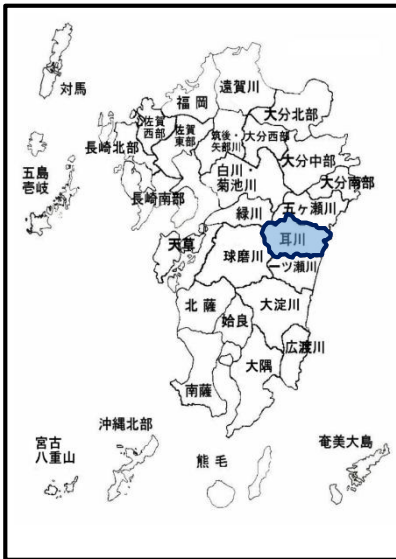 対馬
福岡
遠賀川
佐賀
西部
佐賀
東部
筑後・
矢部川
大分西部
大分北部
長崎北部
五島
壱岐
長崎南部
白川・
菊池川
大分中部
大分南部
緑川
五ヶ瀬川
耳川
天草
球磨川
一ツ瀬川
北薩
姶良
大淀川
広渡川
大隅
南薩
沖縄北部
宮古
八重山
熊毛
奄美大島